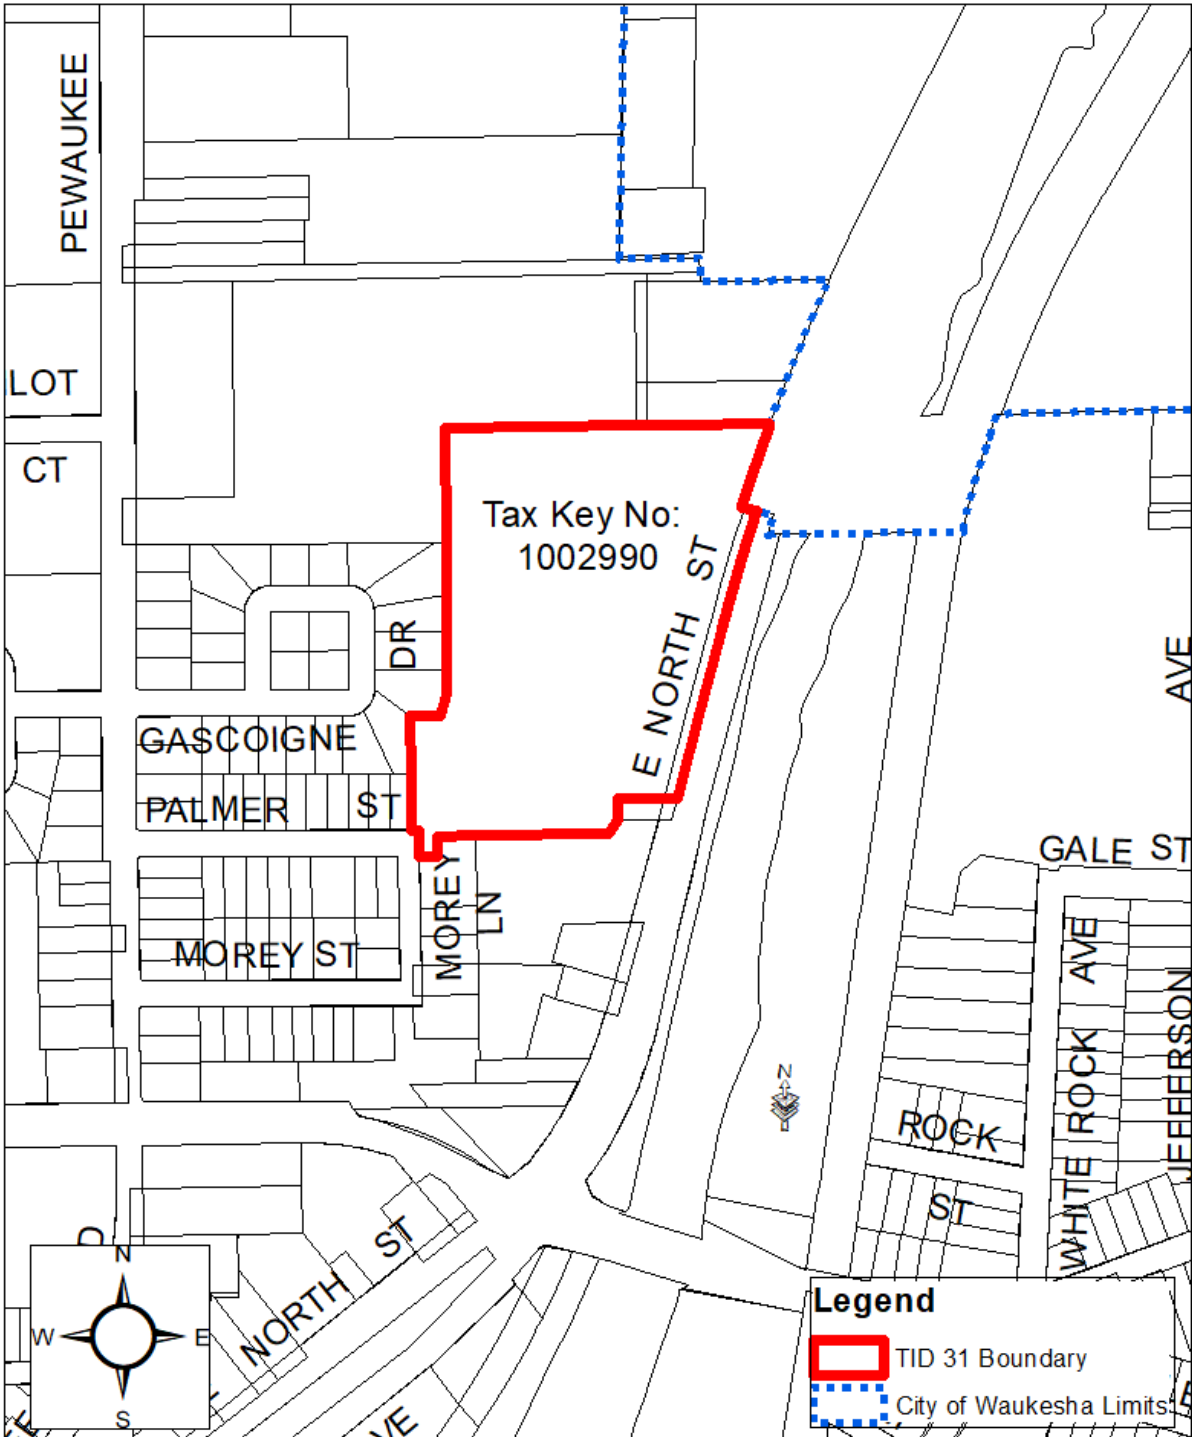 PEWAUKEE
LOT
CT
Tax Key No:
1002990
E NORTH ST
DR
AVE
GASCOIGNE
PALMER ST
GALE ST
MOREY
LN
MOREY ST
WHITE ROCK AVE
JEFFERSON
N
ROCK
ST
NORTH ST
D
N
W E
S
VE
Legend
TID 31 Boundary
City of Waukesha Limits